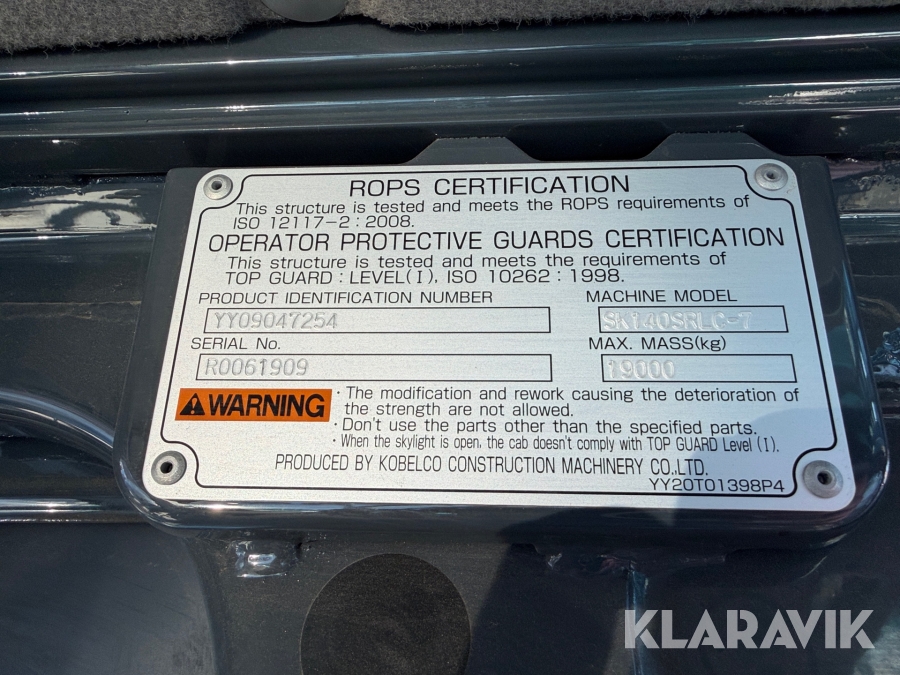 ROPS CERTIFICATION
This structure is tested and meets the ROPS requirements of
ISO 12117-2:2008.
OPERATOR PROTECTIVE GUARDS CERTIFICATION
This structure is tested and meets the requirements of
TOP GUARD : LEVEL(I), ISO 10262 : 1998.
PRODUCT IDENTIFICATION NUMBER MACHINE MODEL
YY09047254 SK140SRLC-7
SERIAL No. MAX. MASS(kg)
R0061909 19000
WARNING
・The modification and rework causing the deterioration of
the strength are not allowed.
・Don't use the parts other than the specified parts.
・When the skylight is open, the cab doesn't comply with TOP GUARD Level (I).
PRODUCED BY KOBELCO CONSTRUCTION MACHINERY CO.,LTD.
YY20T01398P4
KLARAVIK